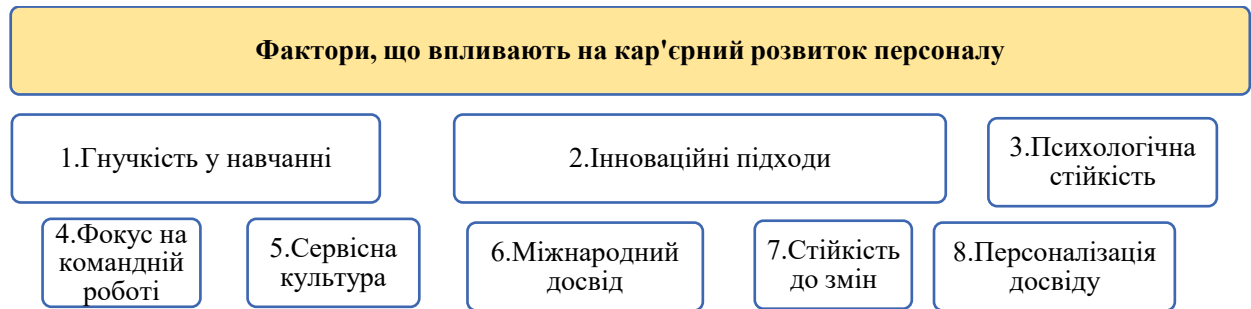 Фактори, що впливають на кар'єрний розвиток персоналу
1.Гнучкість у навчанні
2.Інноваційні підходи
3.Психологічна
стійкість
4.Фокус на
командній
роботі
5.Сервісна
культура
6.Міжнародний
досвід
7.Стійкість
до змін
8.Персоналізація
досвіду